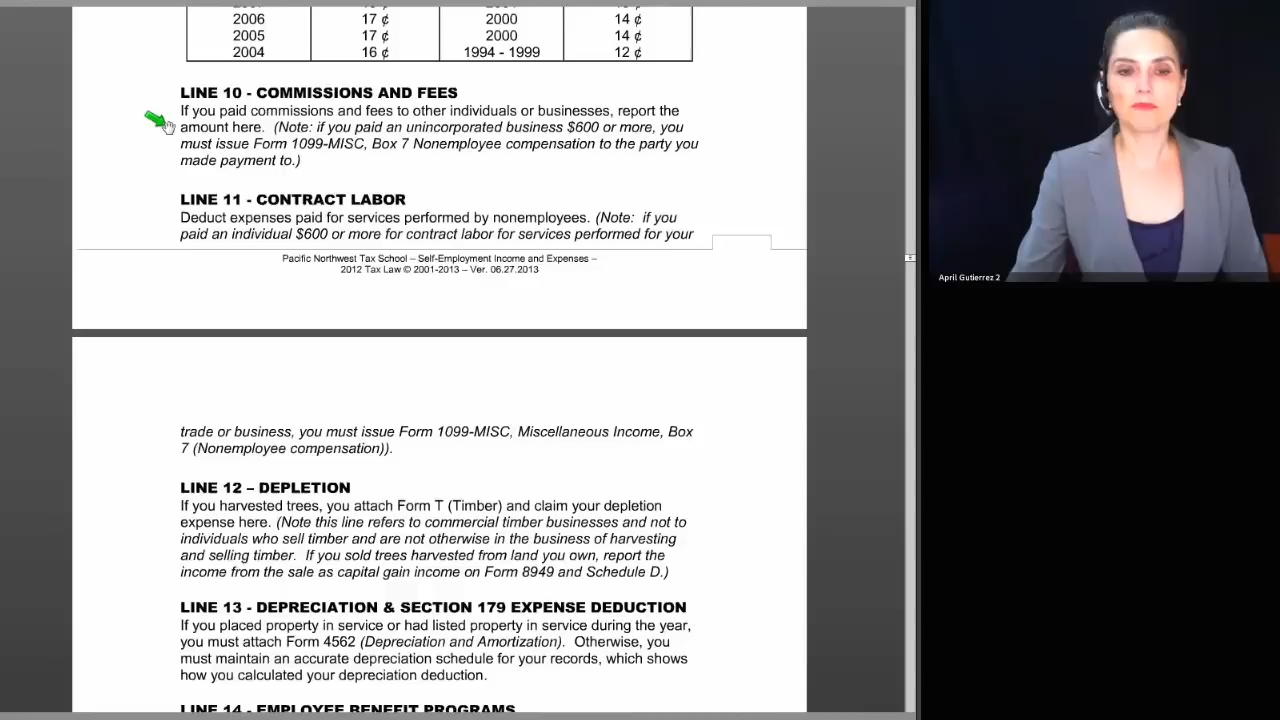 2006 17 ¢ 2000 14 ¢
2005 17 ¢ 2000 14 ¢
2004 16 ¢ 1994 - 1999 12 ¢
LINE 10 - COMMISSIONS AND FEES
If you paid commissions and fees to other individuals or businesses, report the
amount here. (Note: if you paid an unincorporated business $600 or more, you
must issue Form 1099-MISC, Box 7 Nonemployee compensation to the party you
made payment to.)
LINE 11 - CONTRACT LABOR
Deduct expenses paid for services performed by nonemployees. (Note: if you
paid an individual $600 or more for contract labor for services performed for your
Pacific Northwest Tax School – Self-Employment Income and Expenses –
2012 Tax Law © 2001-2013 – Ver. 06.27.2013
trade or business, you must issue Form 1099-MISC, Miscellaneous Income, Box
7 (Nonemployee compensation)).
LINE 12 – DEPLETION
If you harvested trees, you attach Form T (Timber) and claim your depletion
expense here. (Note this line refers to commercial timber businesses and not to
individuals who sell timber and are not otherwise in the business of harvesting
and selling timber. If you sold trees harvested from land you own, report the
income from the sale as capital gain income on Form 8949 and Schedule D.)
LINE 13 - DEPRECIATION & SECTION 179 EXPENSE DEDUCTION
If you placed property in service or had listed property in service during the year,
you must attach Form 4562 (Depreciation and Amortization). Otherwise, you
must maintain an accurate depreciation schedule for your records, which shows
how you calculated your depreciation deduction.
LINE 14 - EMPLOYEE BENEFIT PROGRAMS
April Gutierrez 2